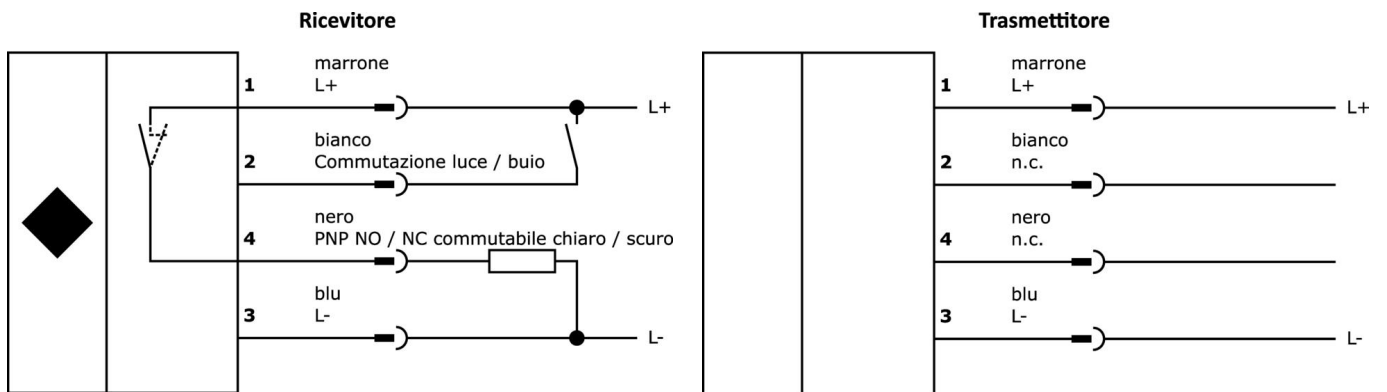 Ricevitore
marrone
1 L+
L+
bianco
2 Commutazione luce / buio
nero
4 PNP NO / NC commutabile chiaro / scuro
blu
3 L-
L-
Trasmettitore
marrone
1 L+
L+
bianco
2 n.c.
nero
4 n.c.
blu
3 L-
L-